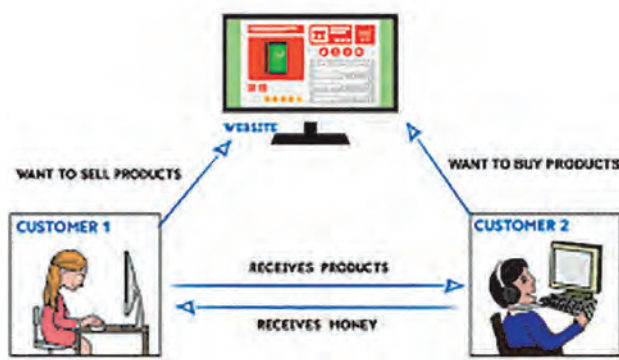 WEBSITE
WANT TO SELL PRODUCTS
WANT TO BUY PRODUCTS
CUSTOMER 1
CUSTOMER 2
RECEIVES PRODUCTS
RECEIVES MONEY